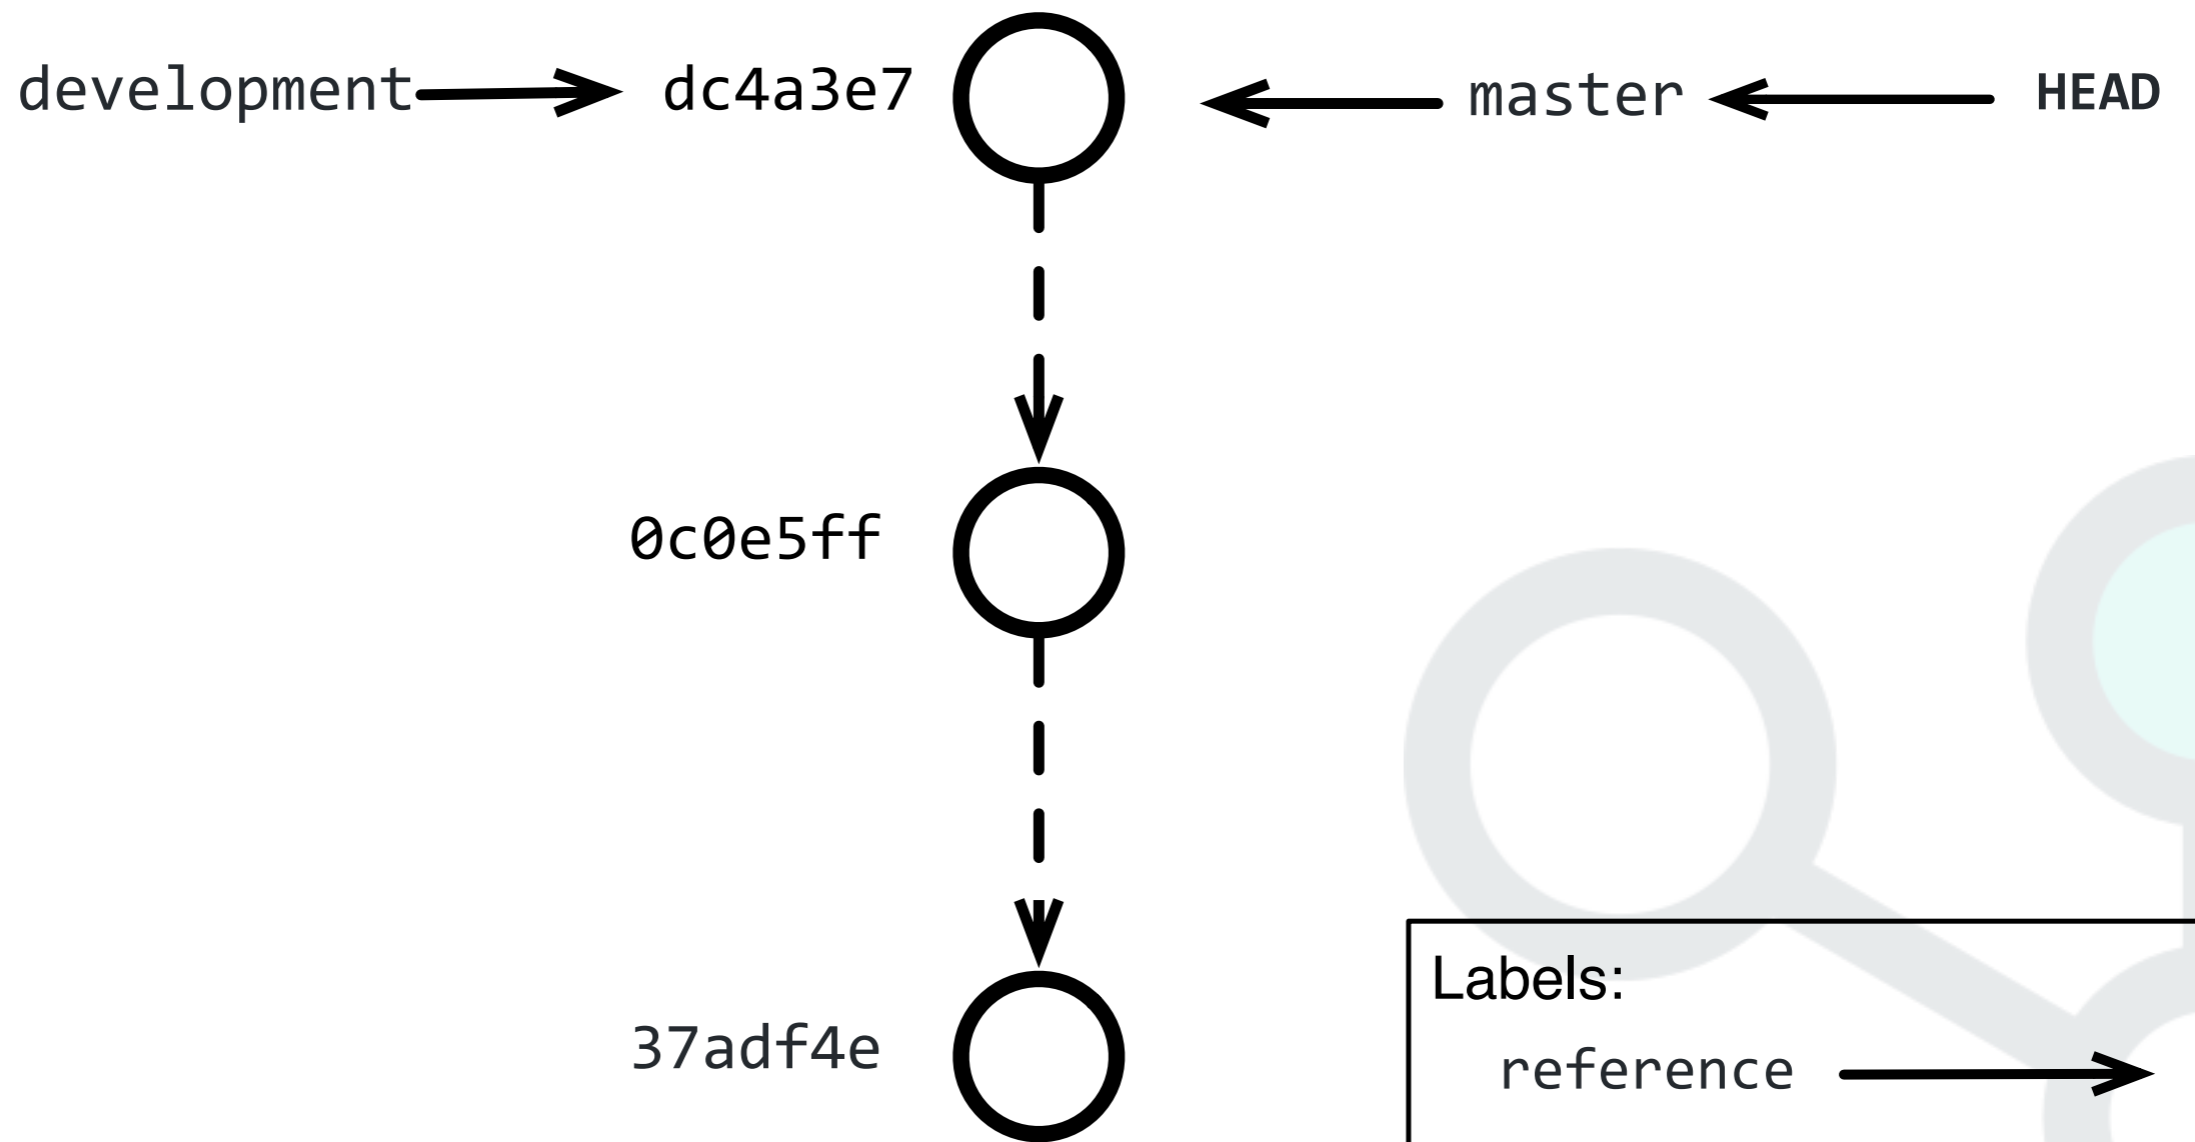 development dc4a3e7 master HEAD
0c0e5ff
37adf4e
Labels:
reference